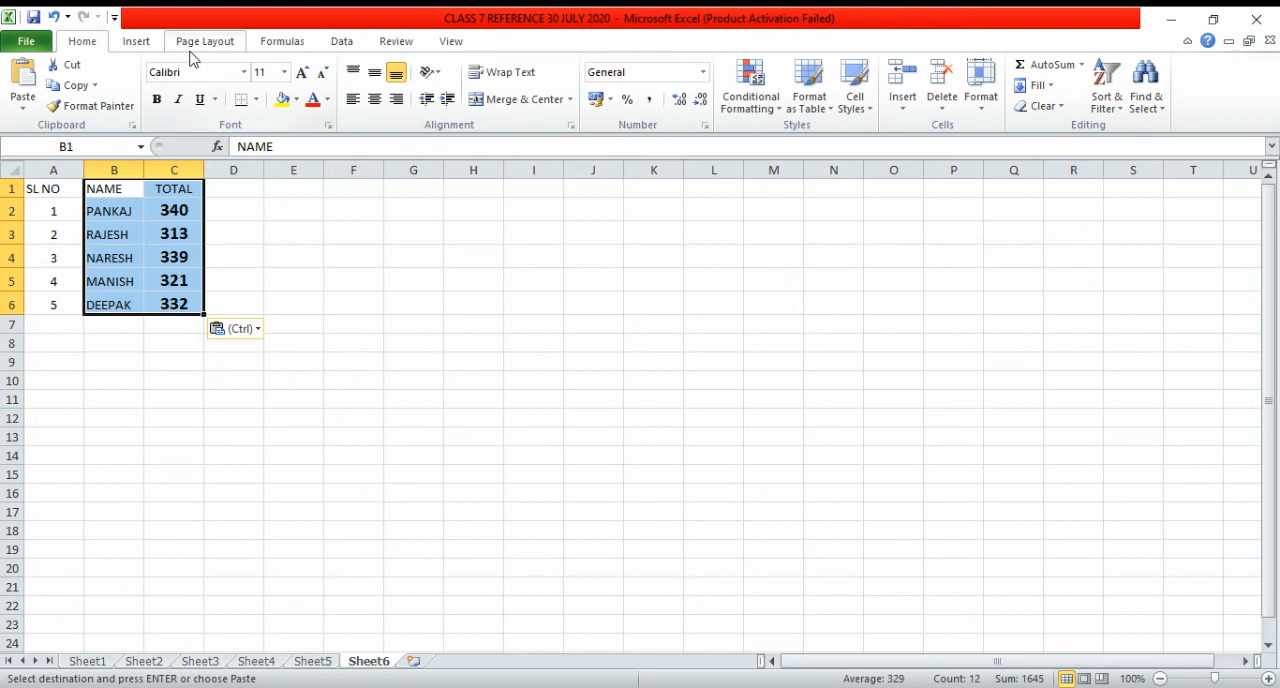 CLASS 7 REFERENCE 30 JULY 2020 - Microsoft Excel (Product Activation Failed)
File Home Insert Page Layout Formulas Data Review View
Paste
Cut
Copy
Format Painter
Clipboard
Calibri 11
B I U
Font
Wrap Text
Merge & Center
Alignment
General
%
Number
Conditional Formatting
Format as Table
Cell Styles
Styles
Insert
Delete
Format
Cells
AutoSum
Fill
Clear
Sort & Filter
Find & Select
Editing
B1 fx NAME
A B C D E F G H I J K L M N O P Q R S T U
1 SL NO NAME TOTAL
2 1 PANKAJ 340
3 2 RAJESH 313
4 3 NARESH 339
5 4 MANISH 321
6 5 DEEPAK 332
(Ctrl)
7
8
9
10
11
12
13
14
15
16
17
18
19
20
21
22
23
24
Sheet1 Sheet2 Sheet3 Sheet4 Sheet5 Sheet6
Select destination and press ENTER or choose Paste Average: 329 Count: 12 Sum: 1645 100%